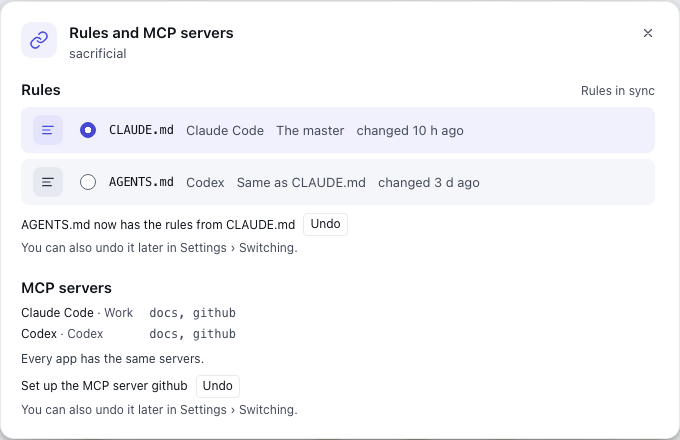 Rules and MCP servers
sacrificial
Rules
Rules in sync
CLAUDE.md Claude Code The master changed 10 h ago
AGENTS.md Codex Same as CLAUDE.md changed 3 d ago
AGENTS.md now has the rules from CLAUDE.md Undo
You can also undo it later in Settings › Switching.
MCP servers
Claude Code · Work docs, github
Codex · Codex docs, github
Every app has the same servers.
Set up the MCP server github Undo
You can also undo it later in Settings › Switching.